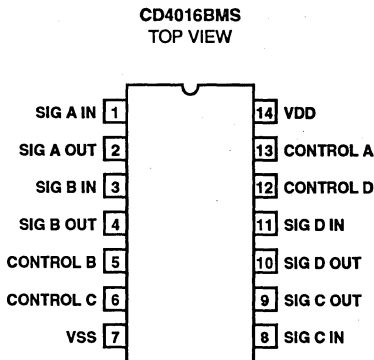 CD4016BMS
TOP VIEW
SIG A IN 1
14 VDD
SIG A OUT 2
13 CONTROL A
SIG B IN 3
12 CONTROL D
SIG B OUT 4
11 SIG D IN
CONTROL B 5
10 SIG D OUT
CONTROL C 6
9 SIG C OUT
VSS 7
8 SIG C IN